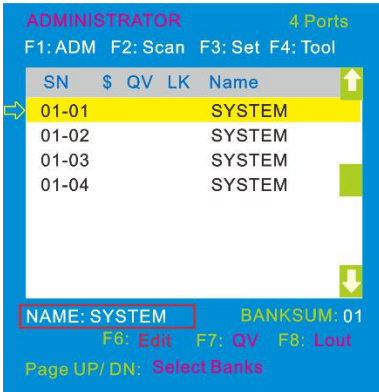 ADMINISTRATOR 4 Ports
F1: ADM F2: Scan F3: Set F4: Tool
SN $ QV LK Name
01-01 SYSTEM
01-02 SYSTEM
01-03 SYSTEM
01-04 SYSTEM
NAME: SYSTEM BANKSUM: 01
F6: Edit F7: QV F8: Lout
Page UP/ DN: Select Banks